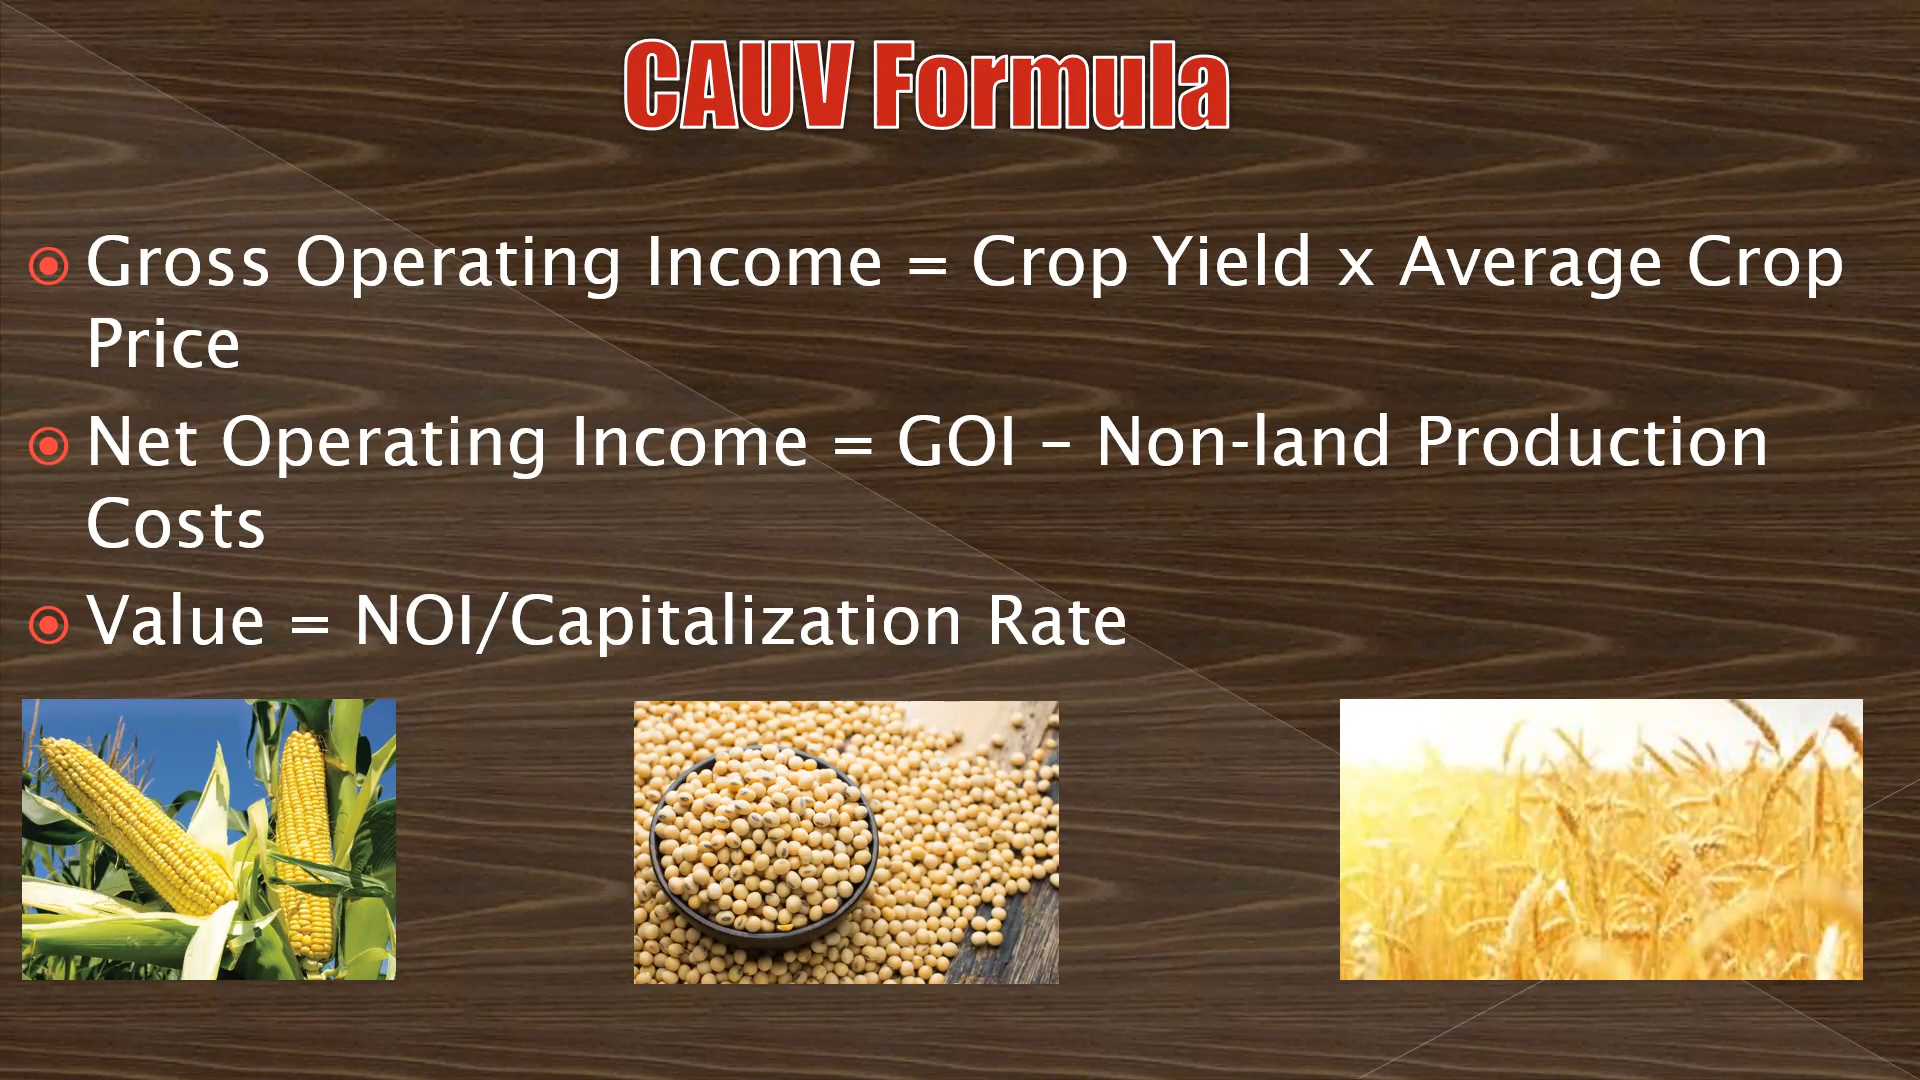 CAUV Formula
Gross Operating Income = Crop Yield x Average Crop
Price
Net Operating Income = GOI – Non-land Production
Costs
Value = NOI/Capitalization Rate